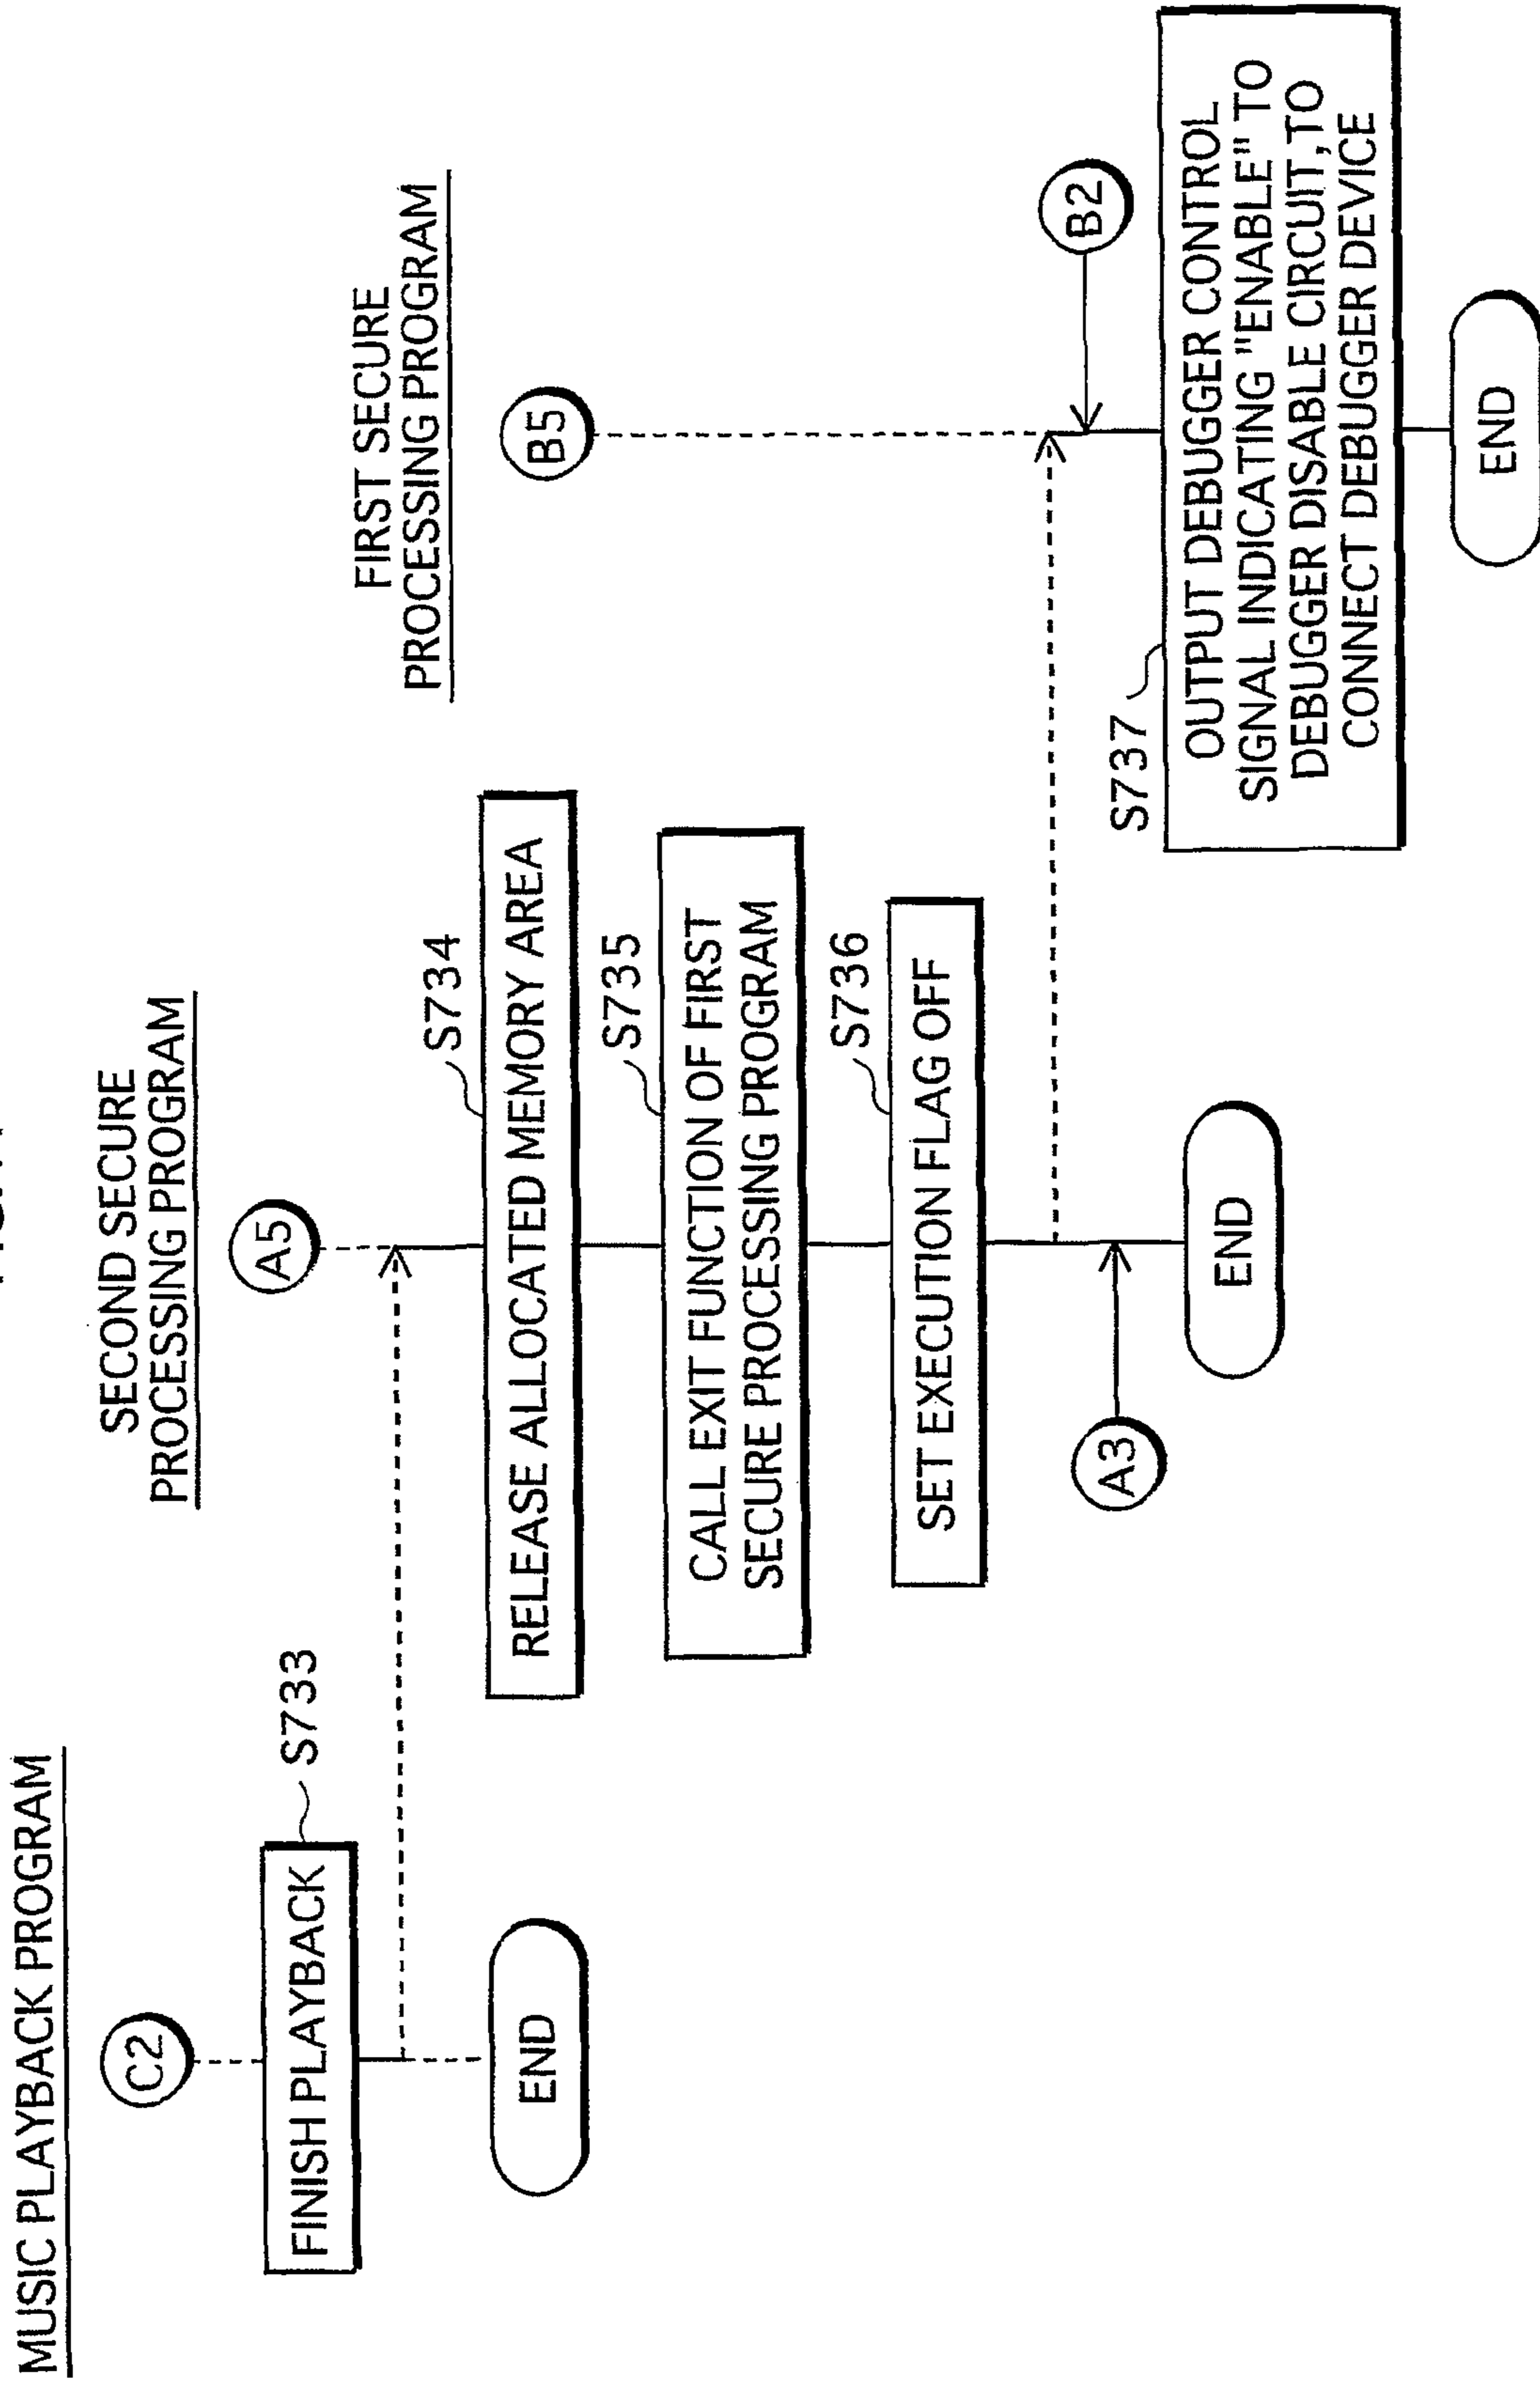 MUSIC PLAYBACK PROGRAM
C2
FINISH PLAYBACK
S733
END
SECOND SECURE
PROCESSING PROGRAM
A5
S734
RELEASE ALLOCATED MEMORY AREA
S735
CALL EXIT FUNCTION OF FIRST
SECURE PROCESSING PROGRAM
S736
SET EXECUTION FLAG OFF
A3
END
FIRST SECURE
PROCESSING PROGRAM
B5
B2
S737
OUTPUT DEBUGGER CONTROL
SIGNAL INDICATING "ENABLE" TO
DEBUGGER DISABLE CIRCUIT,TO
CONNECT DEBUGGER DEVICE
END